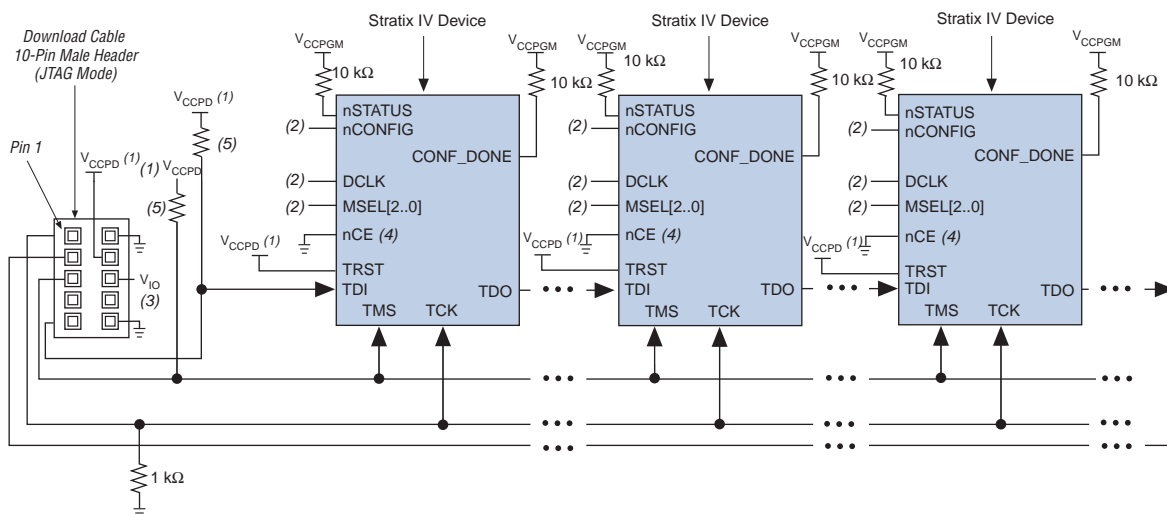 Download Cable
10-Pin Male Header
(JTAG Mode)
Pin 1
VCCPD (1)
(5)
VCCPD (1)
(1)
VCCPD
(5)
VIO
(3)
1 kΩ
Stratix IV Device
VCCPGM
10 kΩ
VCCPGM
10 kΩ
nSTATUS
(2) nCONFIG
CONF_DONE
(2) DCLK
(2) MSEL[2..0]
nCE (4)
VCCPD (1)
TRST
TDI
TDO
TMS TCK
Stratix IV Device
VCCPGM
10 kΩ
VCCPGM
10 kΩ
nSTATUS
(2) nCONFIG
CONF_DONE
(2) DCLK
(2) MSEL[2..0]
nCE (4)
VCCPD (1)
TRST
TDI
TDO
TMS TCK
Stratix IV Device
VCCPGM
10 kΩ
VCCPGM
10 kΩ
nSTATUS
(2) nCONFIG
CONF_DONE
(2) DCLK
(2) MSEL[2..0]
nCE (4)
VCCPD (1)
TRST
TDI
TDO
TMS TCK